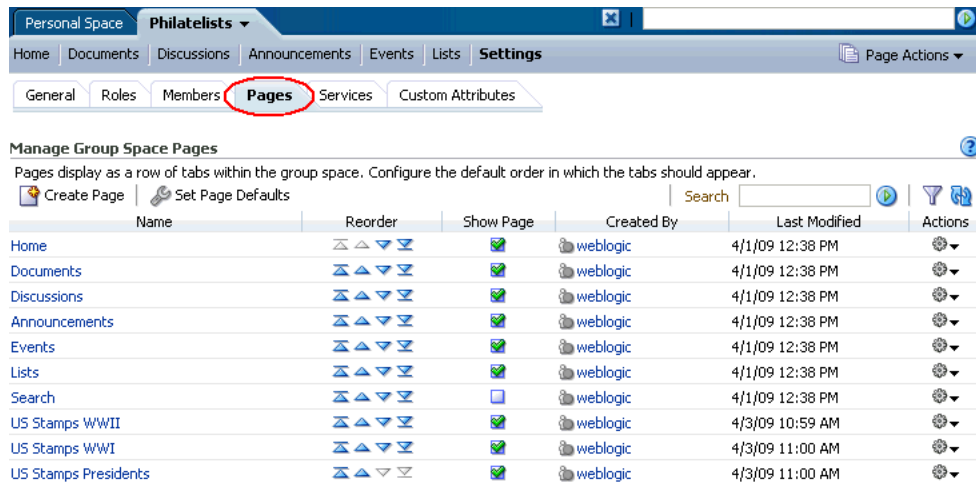 Personal Space Philatelists
Home Documents Discussions Announcements Events Lists Settings Page Actions
General Roles Members Pages Services Custom Attributes
Manage Group Space Pages
Pages display as a row of tabs within the group space. Configure the default order in which the tabs should appear.
Create Page Set Page Defaults Search
Name Reorder Show Page Created By Last Modified Actions
Home weblogic 4/1/09 12:38 PM
Documents weblogic 4/1/09 12:38 PM
Discussions weblogic 4/1/09 12:38 PM
Announcements weblogic 4/1/09 12:38 PM
Events weblogic 4/1/09 12:38 PM
Lists weblogic 4/1/09 12:38 PM
Search weblogic 4/1/09 12:38 PM
US Stamps WWII weblogic 4/3/09 10:59 AM
US Stamps WWI weblogic 4/3/09 11:00 AM
US Stamps Presidents weblogic 4/3/09 11:00 AM